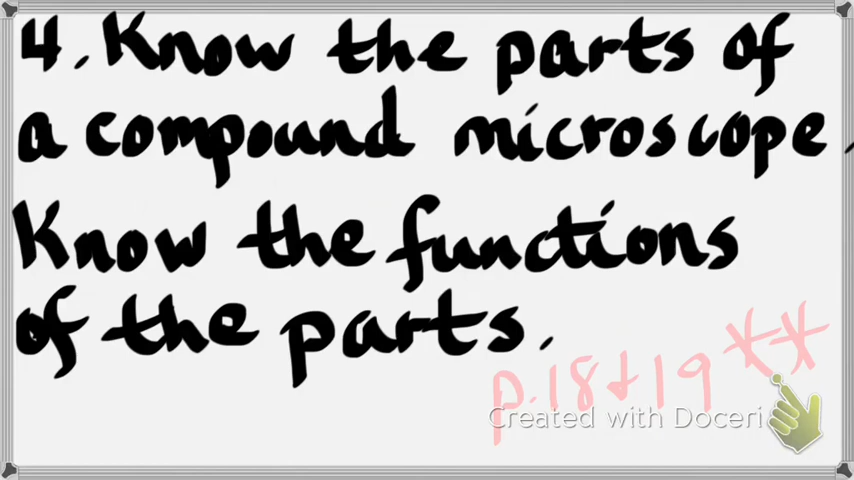 4. Know the parts of
a compound microscope.
Know the functions
of the parts.
p. 18 + 19 **
Created with Doceri